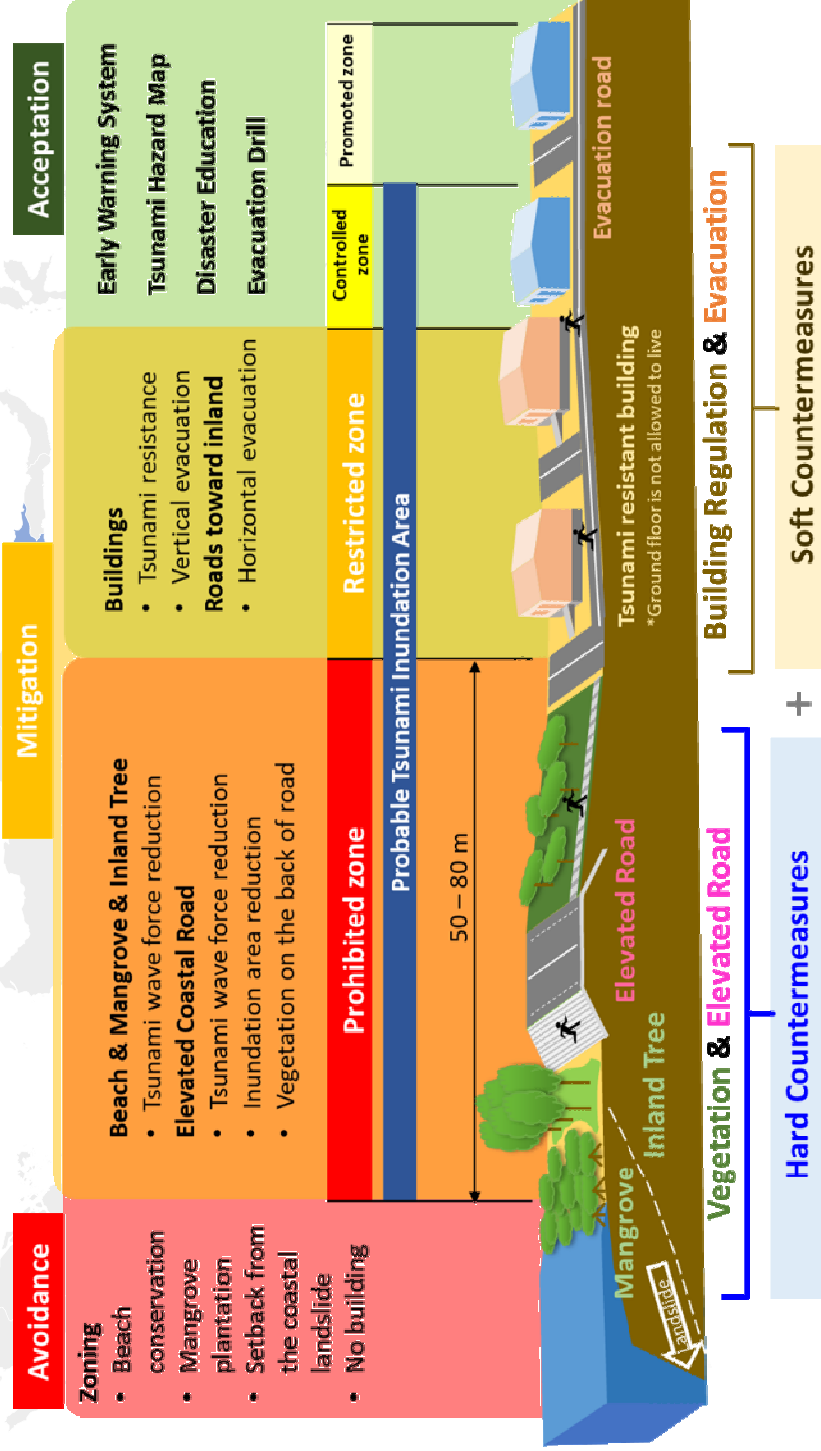 Avoidance
Mitigation
Acceptation
Zoning
• Beach
conservation
• Mangrove
plantation
• Setback from
the coastal
landslide
• No building
Beach & Mangrove & Inland Tree
• Tsunami wave force reduction
Elevated Coastal Road
• Tsunami wave force reduction
• Inundation area reduction
• Vegetation on the back of road
Buildings
• Tsunami resistance
• Vertical evacuation
Roads toward inland
• Horizontal evacuation
Early Warning System
Tsunami Hazard Map
Disaster Education
Evacuation Drill
Prohibited zone
Restricted zone
Controlled
zone
Promoted zone
Probable Tsunami Inundation Area
50 – 80 m
Mangrove
Inland Tree
Elevated Road
Tsunami resistant building
*Ground floor is not allowed to live
Evacuation road
landslide
Vegetation & Elevated Road
Building Regulation & Evacuation
Hard Countermeasures
+
Soft Countermeasures